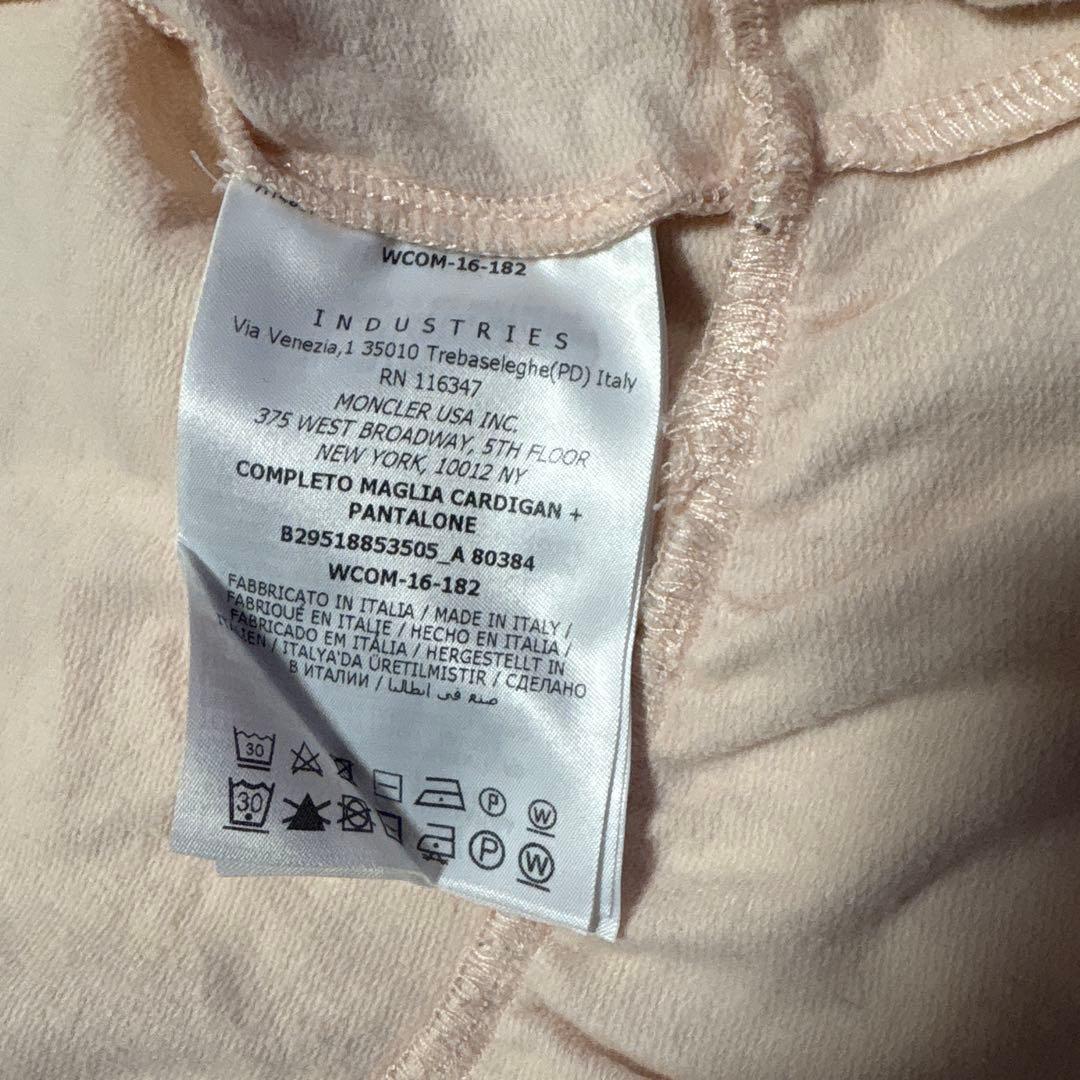 WCOM-16-182
INDUSTRIES
Via Venezia,1 35010 Trebaseleghe(PD) Italy
RN 116347
MONCLER USA INC.
375 WEST BROADWAY, 5TH FLOOR
NEW YORK, 10012 NY
COMPLETO MAGLIA CARDIGAN +
PANTALONE
B29518853505_A 80384
WCOM-16-182
FABBRICATO IN ITALIA / MADE IN ITALY /
FABRIQUÉ EN ITALIE / HECHO EN ITALIA /
FABRICADO EM ITÁLIA / HERGESTELLT IN
/ ITALYA'DA ÜRETILMISTIR / СДЕЛАНО
В ИТАЛИИ / صنع في ايطاليا
30 P W
30 P W